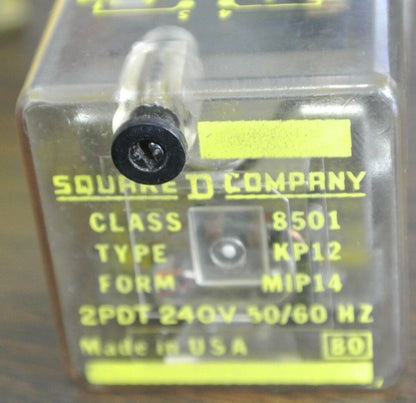 SQUARE D COMPANY
CLASS 8501
TYPE KP12
FORM MIP14
2PDT 240V 50/60 HZ
Made in USA 80